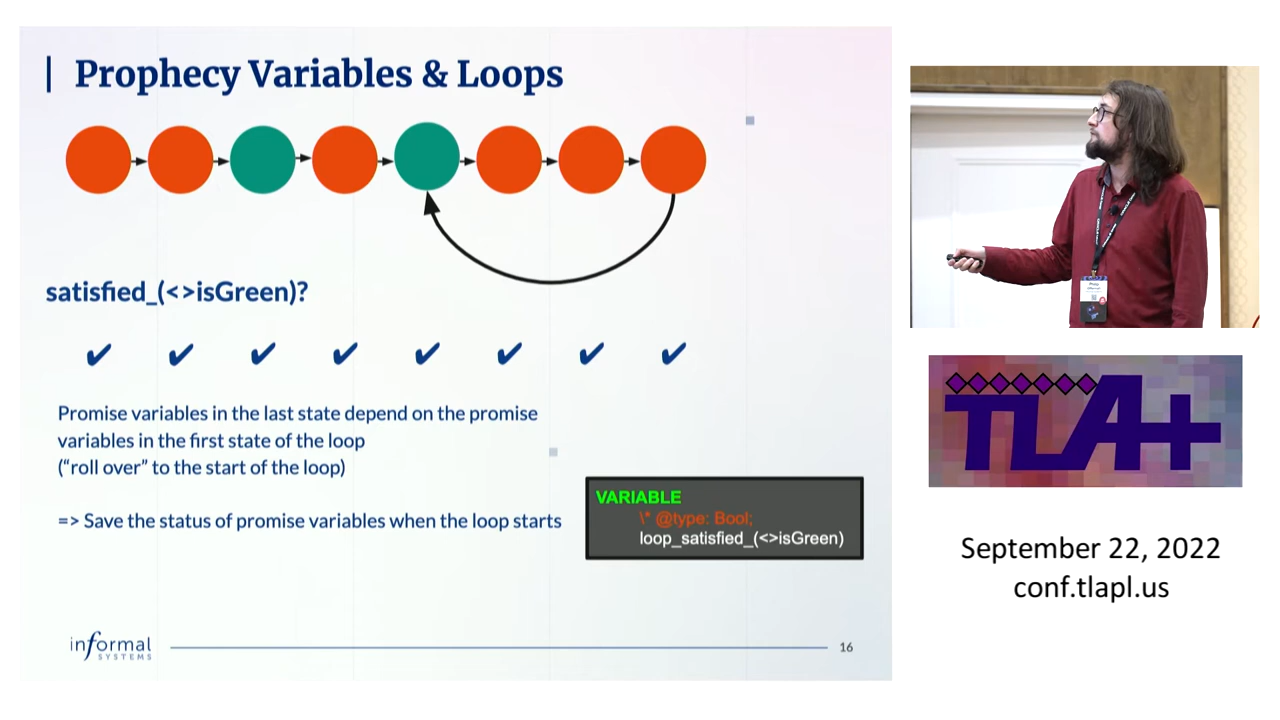 | Prophecy Variables & Loops
satisfied_(<>isGreen)?
✔ ✔ ✔ ✔ ✔ ✔ ✔ ✔
Promise variables in the last state depend on the promise
variables in the first state of the loop
(“roll over” to the start of the loop)
=> Save the status of promise variables when the loop starts
VARIABLE
\* @type: Bool;
loop_satisfied_(<>isGreen)
informal
SYSTEMS
16
TLA+
September 22, 2022
conf.tlapl.us